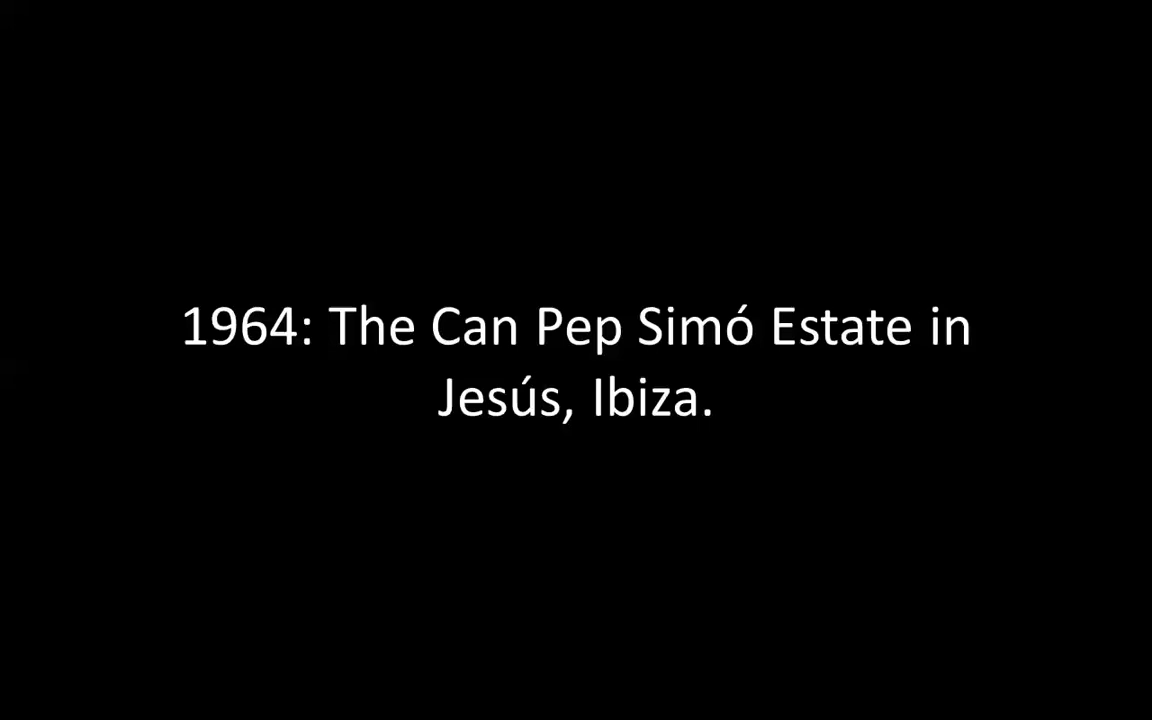 1964: The Can Pep Simó Estate in
Jesús, Ibiza.